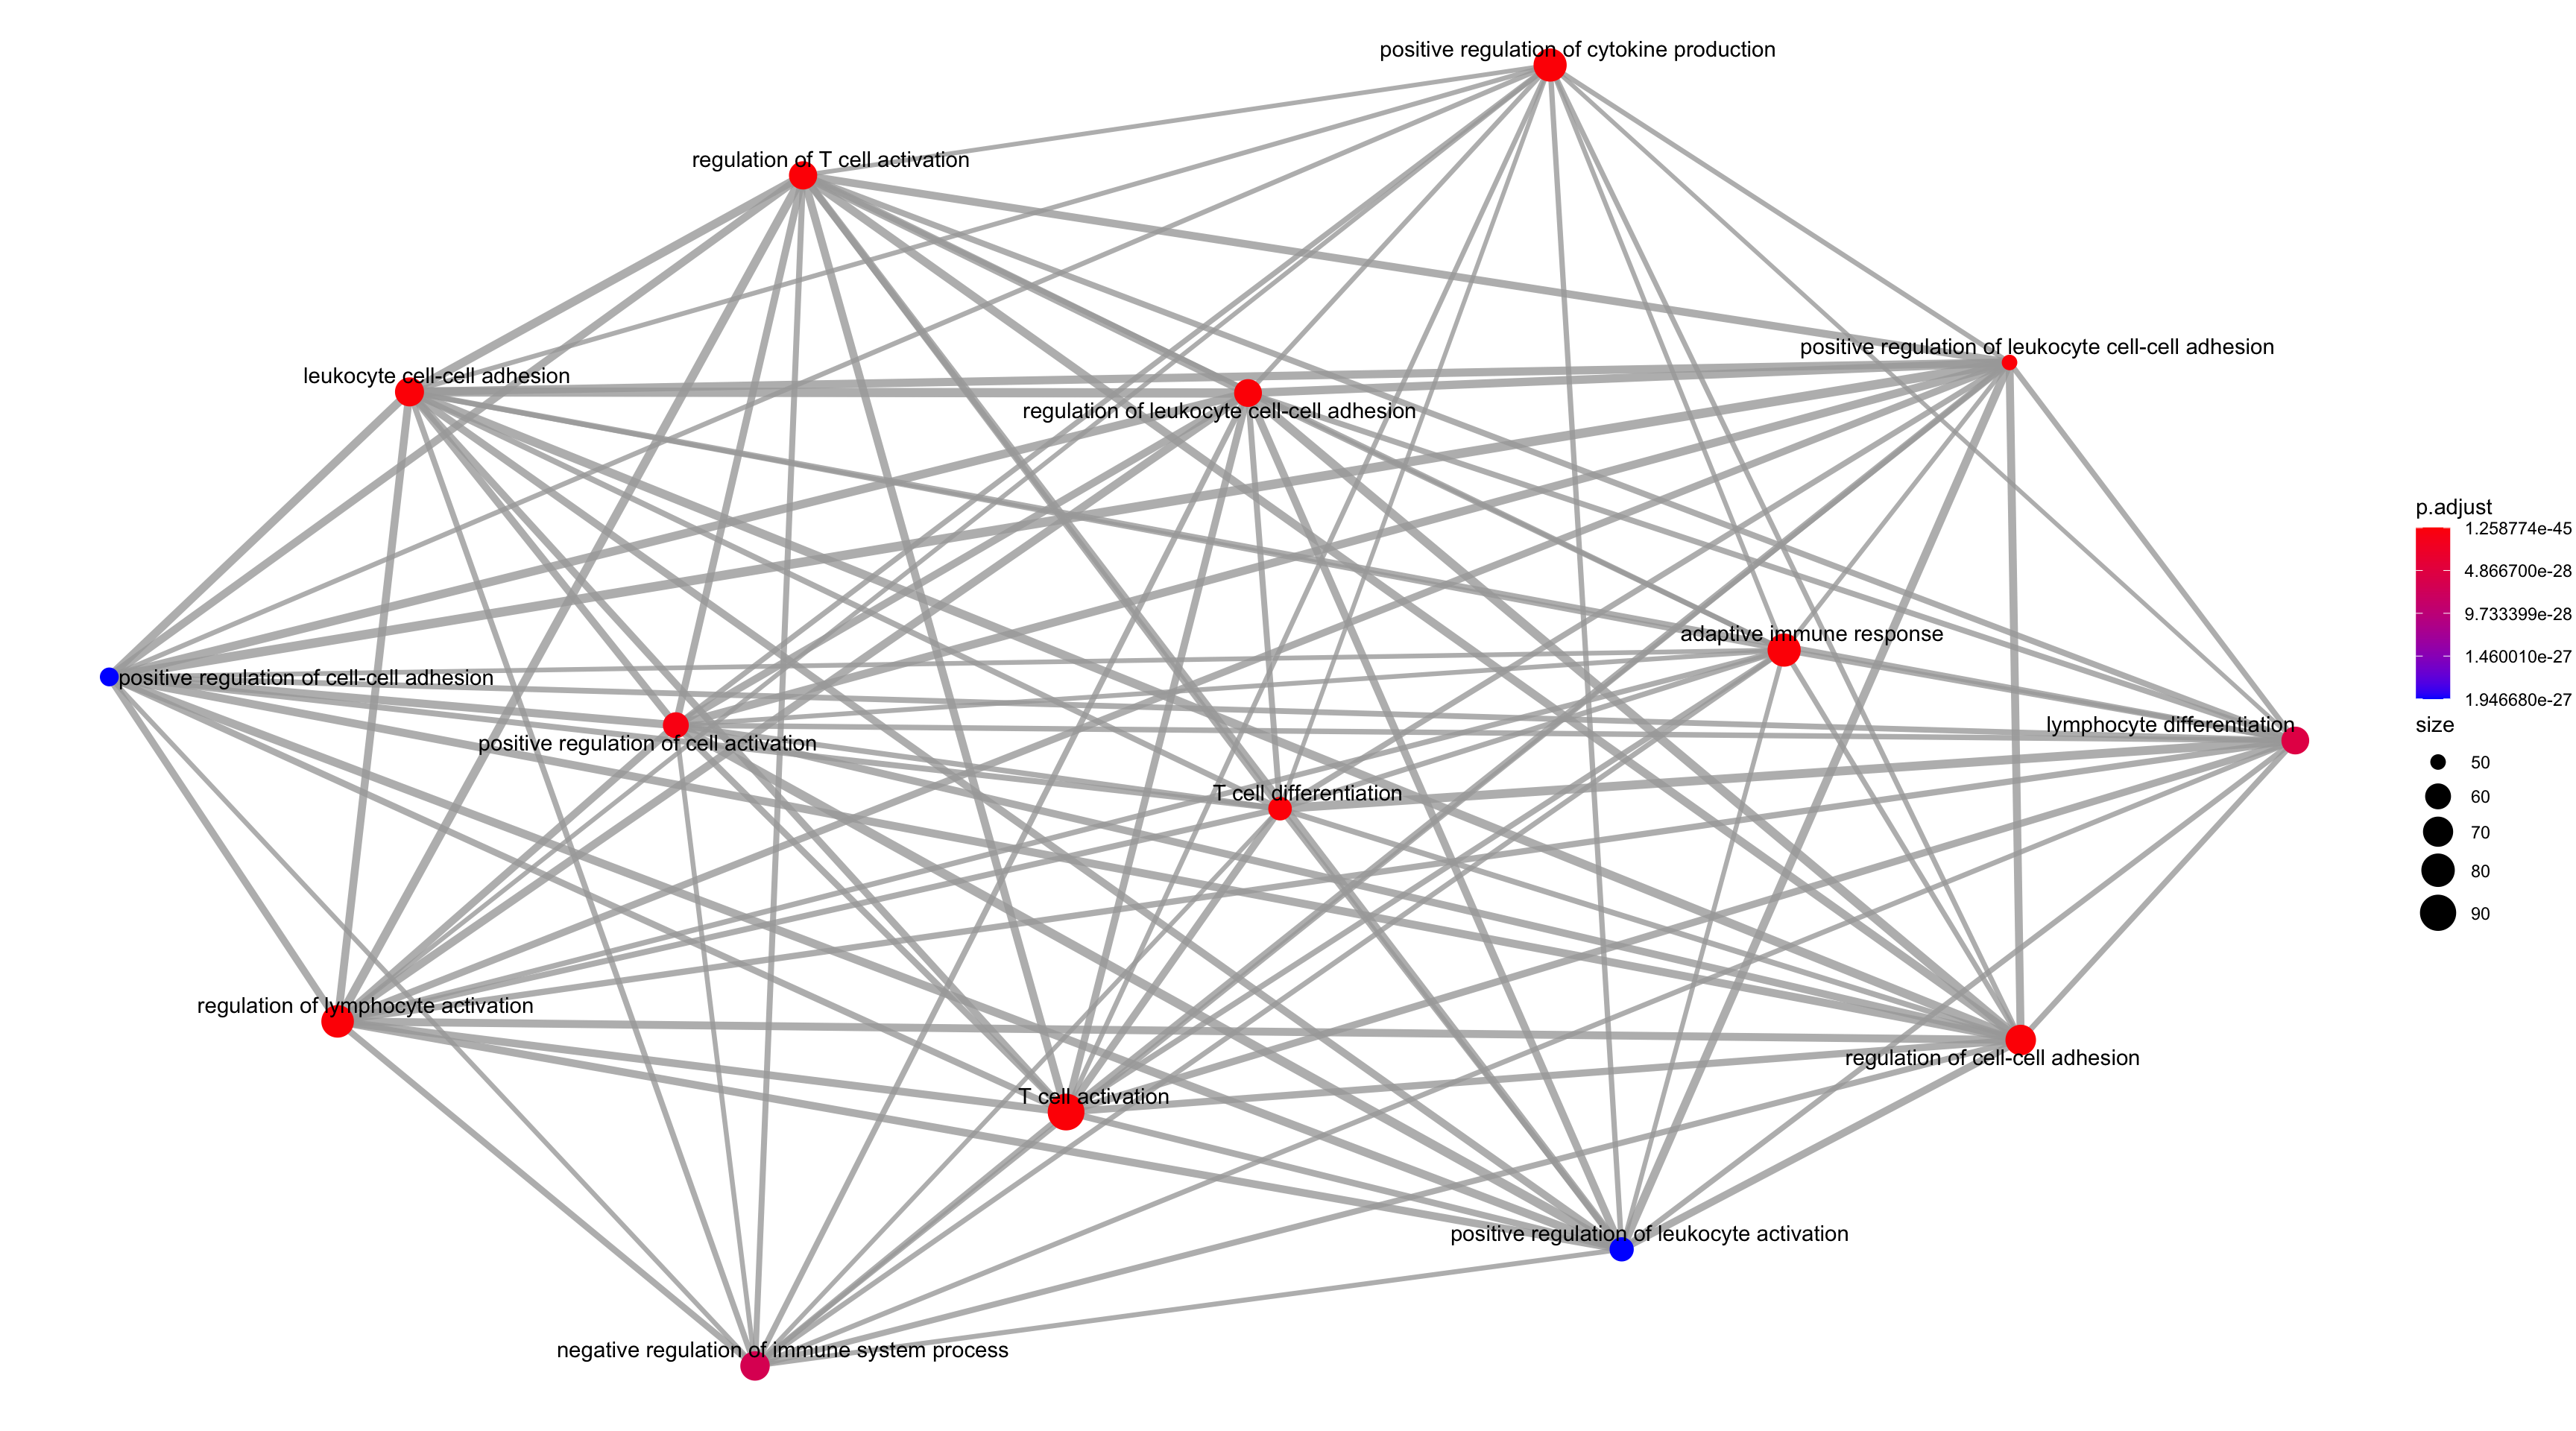 positive regulation of cytokine production
regulation of T cell activation
positive regulation of leukocyte cell-cell adhesion
leukocyte cell-cell adhesion
regulation of leukocyte cell-cell adhesion
p.adjust
1.258774e-45
4.866700e-28
9.733399e-28
1.460010e-27
1.946680e-27
adaptive immune response
positive regulation of cell-cell adhesion
lymphocyte differentiation
positive regulation of cell activation
size
50
60
70
80
90
T cell differentiation
regulation of lymphocyte activation
regulation of cell-cell adhesion
T cell activation
positive regulation of leukocyte activation
negative regulation of immune system process